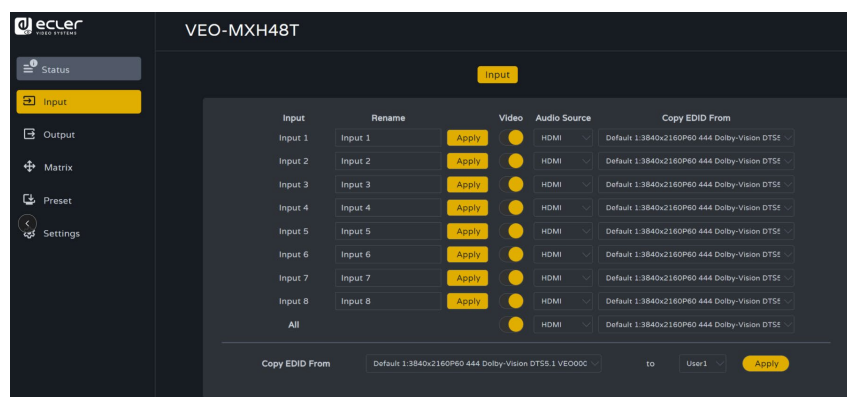 ecler
VIDEO SYSTEMS
VEO-MXH48T
Status
Input
Output
Matrix
Preset
Settings
Input
Input Rename Video Audio Source Copy EDID From
Input 1 Input 1 Apply HDMI Default 1:3840x2160P60 444 Dolby-Vision DTS5
Input 2 Input 2 Apply HDMI Default 1:3840x2160P60 444 Dolby-Vision DTS5
Input 3 Input 3 Apply HDMI Default 1:3840x2160P60 444 Dolby-Vision DTS5
Input 4 Input 4 Apply HDMI Default 1:3840x2160P60 444 Dolby-Vision DTS5
Input 5 Input 5 Apply HDMI Default 1:3840x2160P60 444 Dolby-Vision DTS5
Input 6 Input 6 Apply HDMI Default 1:3840x2160P60 444 Dolby-Vision DTS5
Input 7 Input 7 Apply HDMI Default 1:3840x2160P60 444 Dolby-Vision DTS5
Input 8 Input 8 Apply HDMI Default 1:3840x2160P60 444 Dolby-Vision DTS5
All HDMI Default 1:3840x2160P60 444 Dolby-Vision DTS5
Copy EDID From Default 1:3840x2160P60 444 Dolby-Vision DTS5.1 VEO00C to User1 Apply